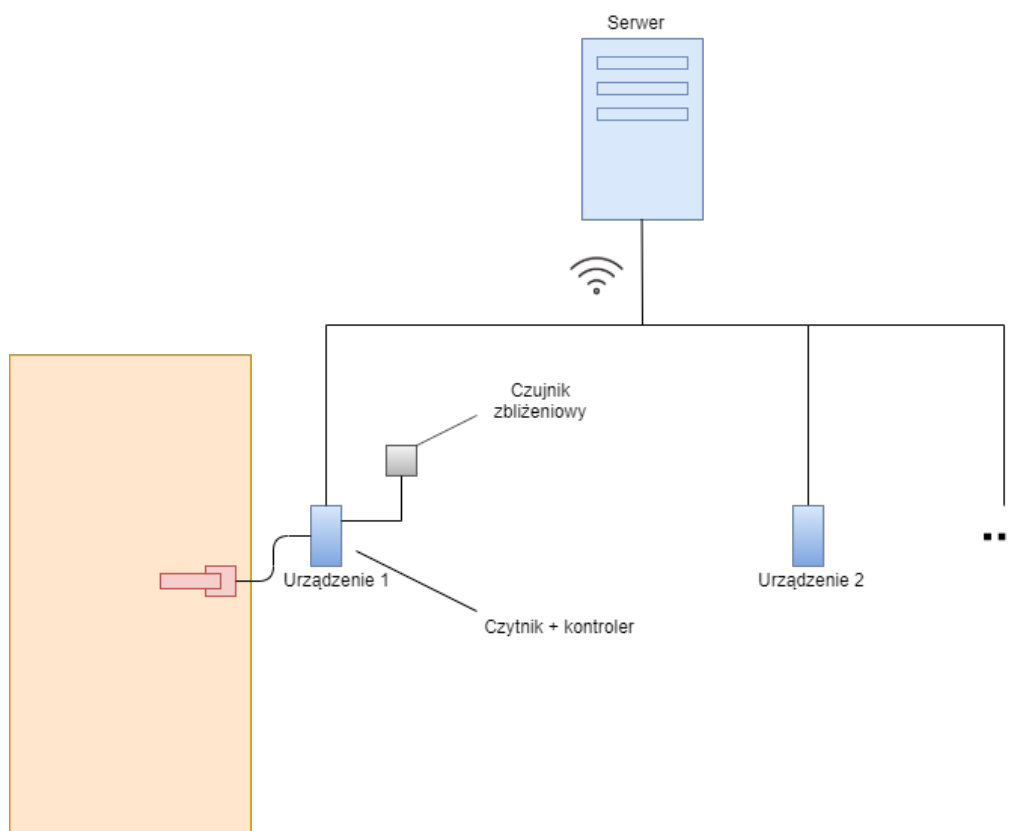 Serwer
Czujnik
zbliżeniowy
Urządzenie 1
Urządzenie 2
Czytnik + kontroler